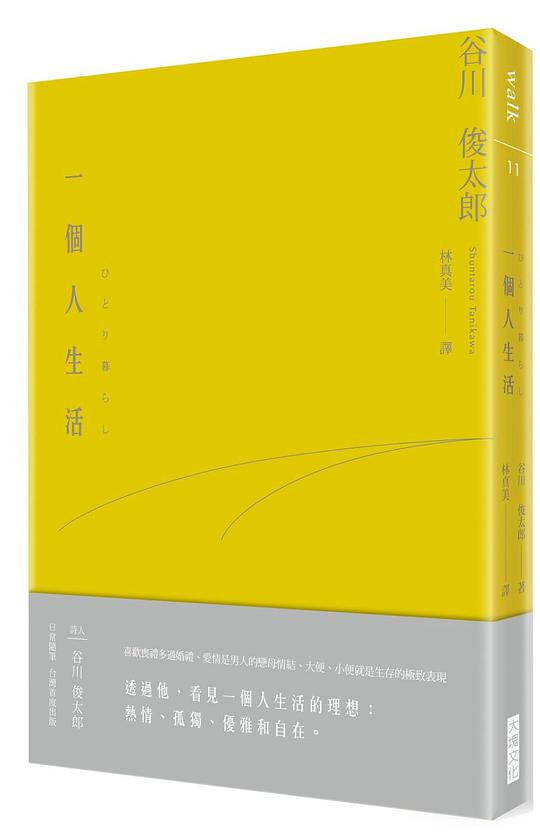 谷川 俊太郎
Shuntarou Tanikawa
林真美──譯
一個人生活
ひとり暮らし
詩人
谷川 俊太郎
日常隨筆 台灣首度出版
喜歡喪禮多過婚禮、愛情是男人的戀母情結、大便、小便就是生存的極致表現
透過他，看見一個人生活的理想：
熱情、孤獨、優雅和自在。
walk
11
ひとり暮らし
一個人生活
谷川 俊太郎──著
林真美──譯
大塊文化